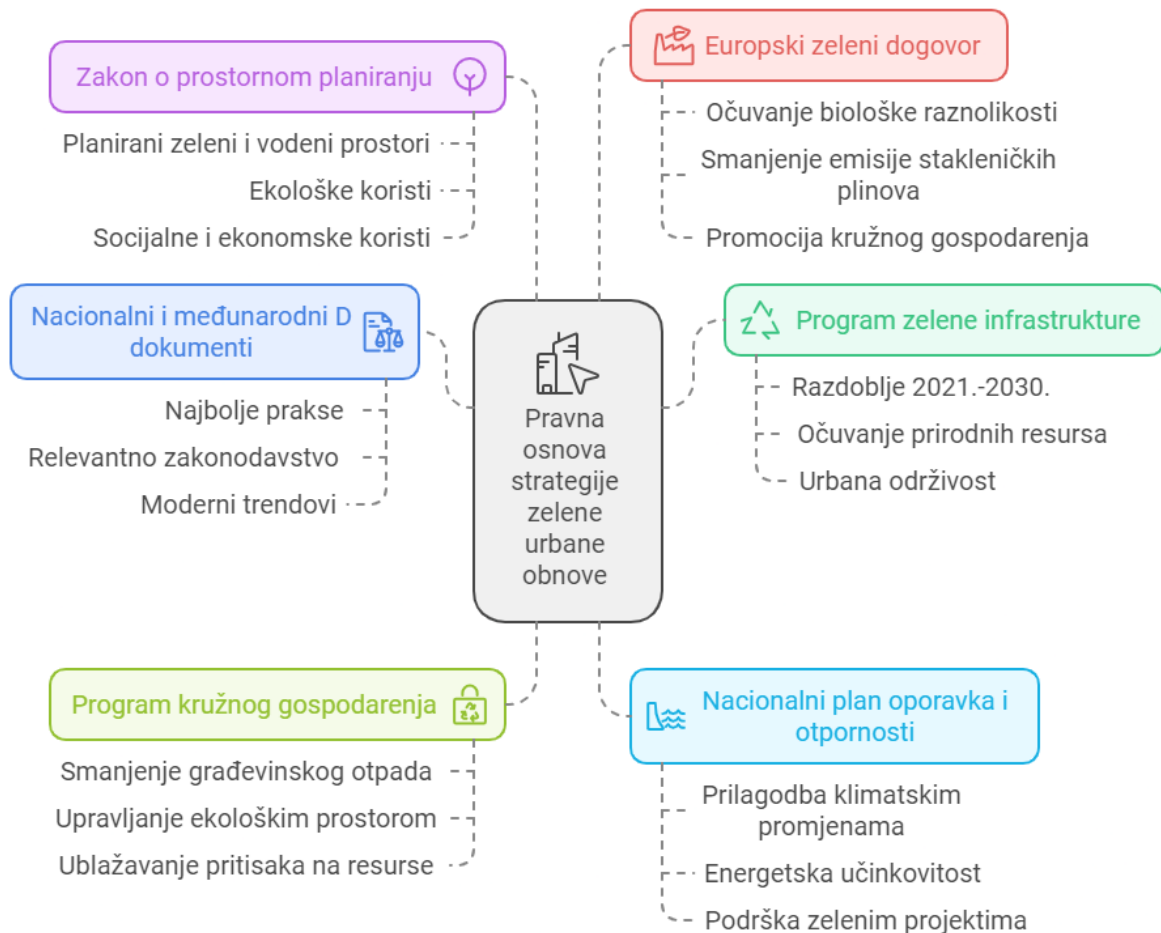 Zakon o prostornom planiranju
Planirani zeleni i vodeni prostori
Ekološke koristi
Socijalne i ekonomske koristi
Europski zeleni dogovor
Očuvanje biološke raznolikosti
Smanjenje emisije stakleničkih
plinova
Promocija kružnog gospodarenja
Nacionalni i međunarodni D
dokumenti
Najbolje prakse
Relevantno zakonodavstvo
Moderni trendovi
Pravna
osnova
strategije
zelene
urbane
obnove
Program zelene infrastrukture
Razdoblje 2021.-2030.
Očuvanje prirodnih resursa
Urbana održivost
Program kružnog gospodarenja
Smanjenje građevinskog otpada
Upravljanje ekološkim prostorom
Ublažavanje pritisaka na resurse
Nacionalni plan oporavka i
otpornosti
Prilagodba klimatskim
promjenama
Energetska učinkovitost
Podrška zelenim projektima